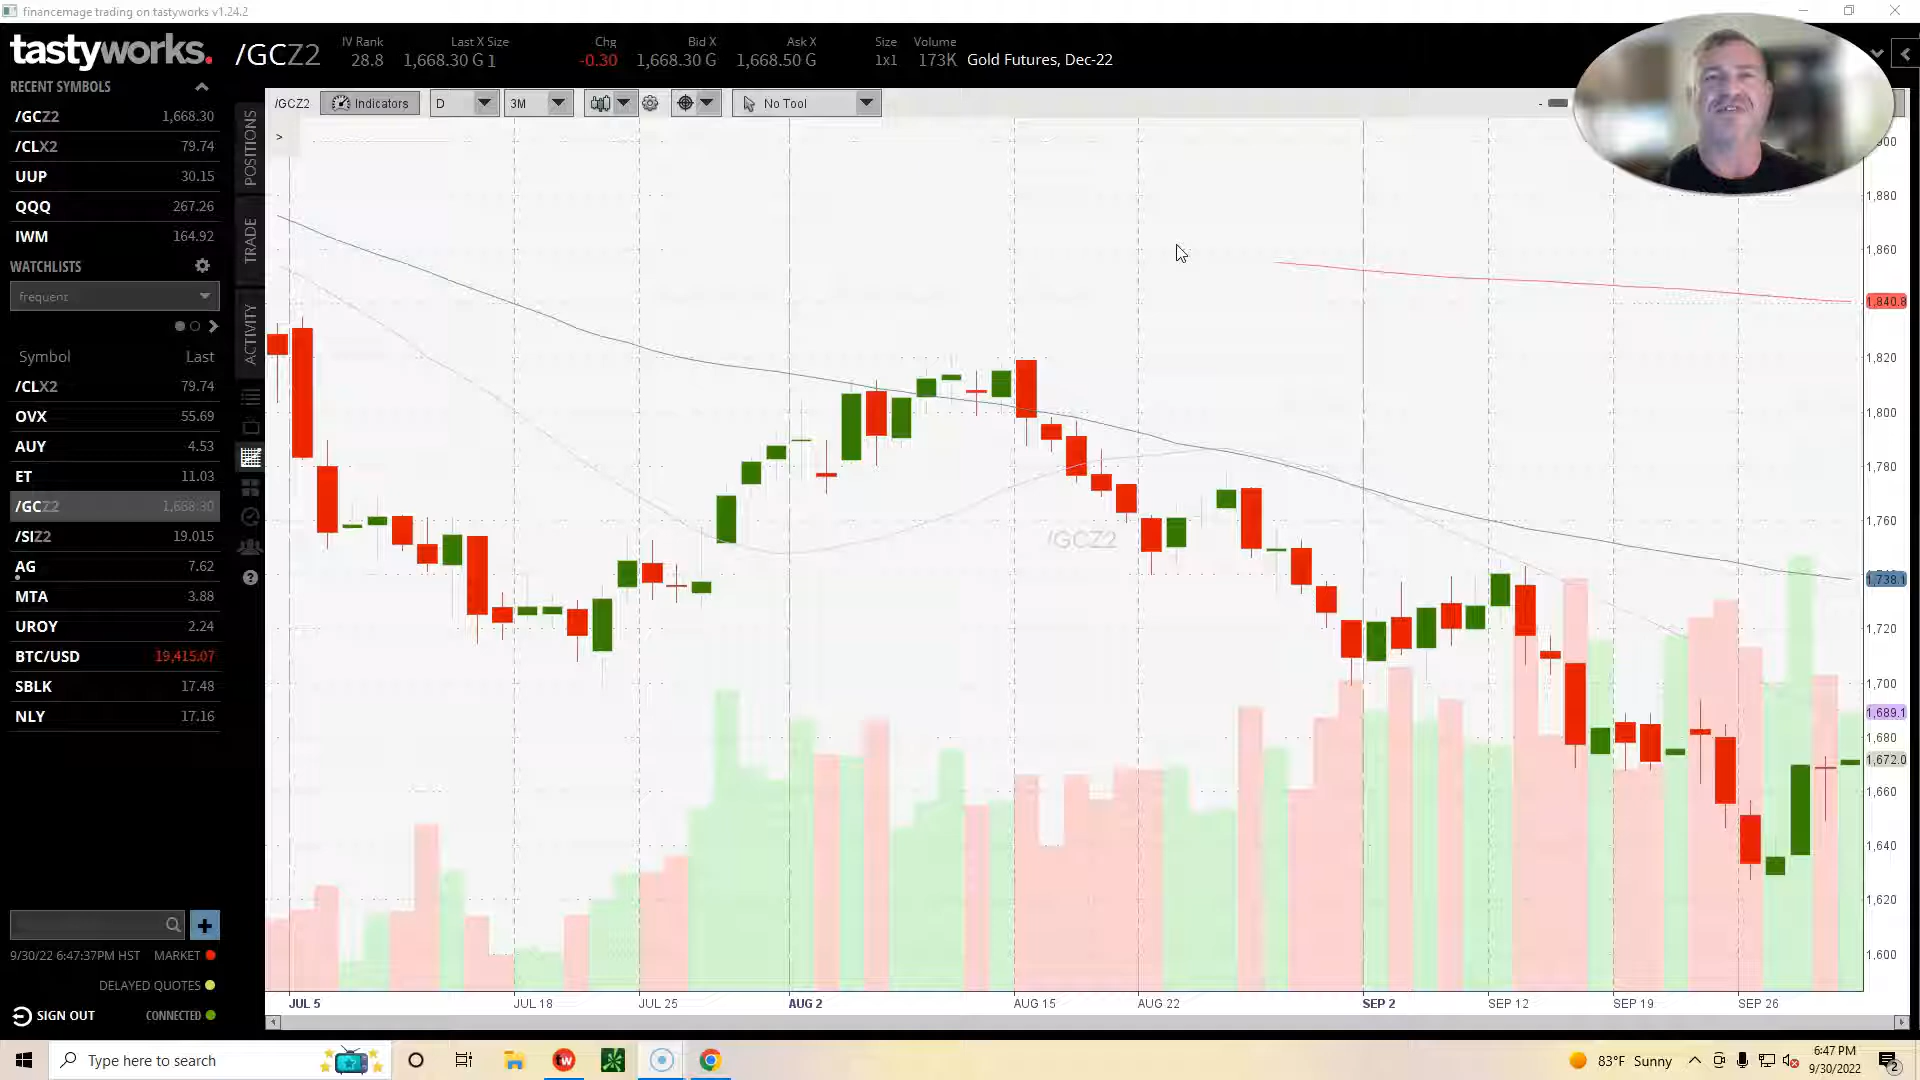 financemage trading on tastyworks v1.24.2
tastyworks.
/GCZ2
IV Rank
28.8
Last X Size
1,668.30 G 1
Chg
-0.30
Bid X
1,668.30 G
Ask X
1,668.50 G
Size
1x1
Volume
173K
Gold Futures, Dec-22
RECENT SYMBOLS
/GCZ2 1,668.30
/CLX2 79.74
UUP 30.15
QQQ 267.26
IWM 164.92
WATCHLISTS
frequent
Symbol Last
/CLX2 79.74
OVX 55.69
AUY 4.53
ET 11.03
/GCZ2 1,668.30
/SIZ2 19.015
AG 7.62
MTA 3.88
UROY 2.24
BTC/USD 19,415.07
SBLK 17.48
NLY 17.16
9/30/22 6:47:37PM HST MARKET
DELAYED QUOTES
SIGN OUT CONNECTED
POSITIONS
TRADE
ACTIVITY
/GCZ2 Indicators D 3M No Tool
>
/GCZ2
900
1,880
1,860
1,840.8
1,820
1,800
1,780
1,760
1,738.1
1,720
1,700
1,689.1
1,680
1,672.0
1,660
1,640
1,620
1,600
JUL 5 JUL 18 JUL 25 AUG 2 AUG 15 AUG 22 SEP 2 SEP 12 SEP 19 SEP 26
Type here to search
tw
83°F Sunny
6:47 PM
9/30/2022
2